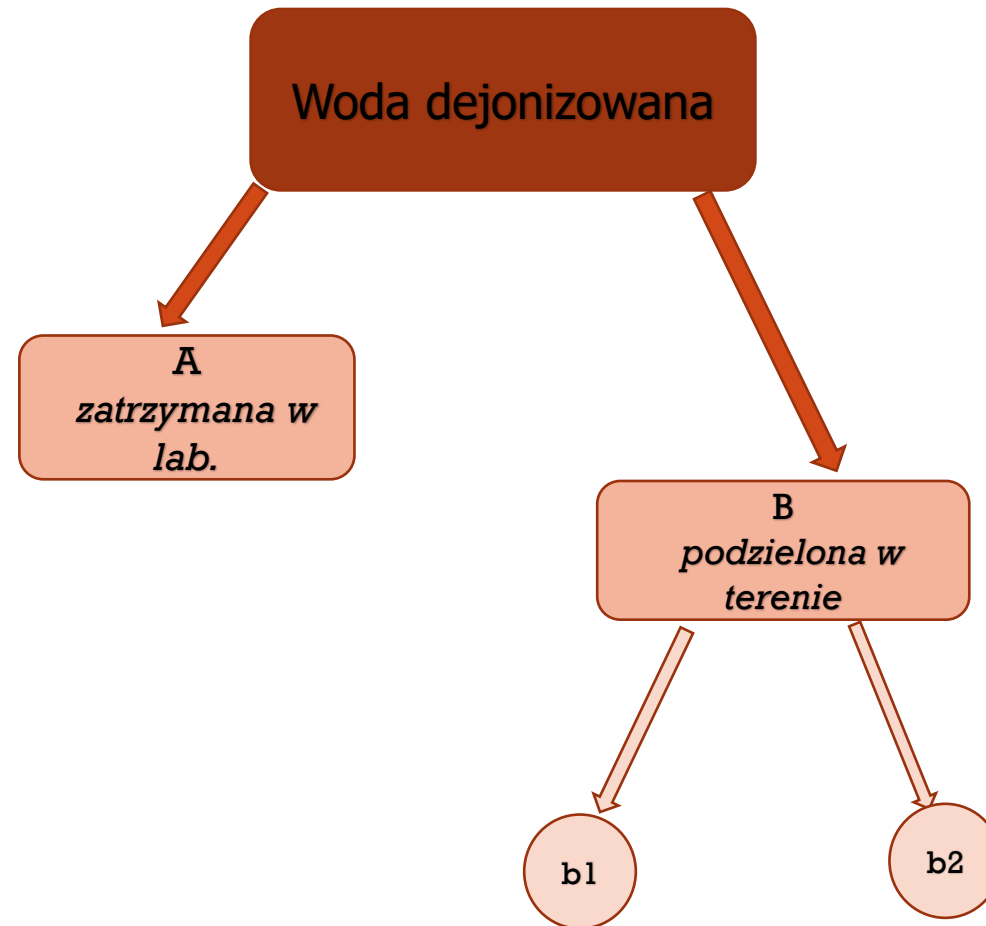 Woda dejonizowana
A
zatrzymana w
lab.
B
podzielona w
terenie
b1
b2